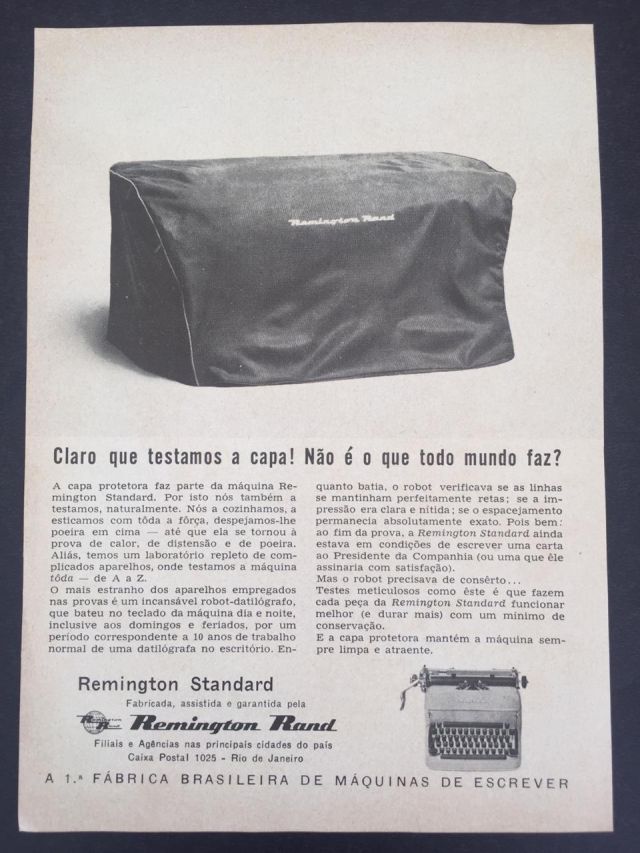 Remington Rand
Claro que testamos a capa! Não é o que todo mundo faz?
A capa protetora faz parte da máquina Re-
mington Standard. Por isto nós também a
testamos, naturalmente. Nós a cozinhamos, a
esticamos com tôda a fôrça, despejamos-lhe
poeira em cima — até que ela se tornou à
prova de calor, de distensão e de poeira.
Aliás, temos um laboratório repleto de com-
plicados aparelhos, onde testamos a máquina
tôda — de A a Z.
O mais estranho dos aparelhos empregados
nas provas é um incansável robot-datilógrafo,
que bateu no teclado da máquina dia e noite,
inclusive aos domingos e feriados, por um
período correspondente a 10 anos de trabalho
normal de uma datilógrafa no escritório. En-
quanto batia, o robot verificava se as linhas
se mantinham perfeitamente retas; se a im-
pressão era clara e nítida; se o espacejamento
permanecia absolutamente exato. Pois bem:
ao fim da prova, a Remington Standard ainda
estava em condições de escrever uma carta
ao Presidente da Companhia (ou uma que êle
assinaria com satisfação).
Mas o robot precisava de consêrto...
Testes meticulosos como êste é que fazem
cada peça da Remington Standard funcionar
melhor (e durar mais) com um mínimo de
conservação.
E a capa protetora mantém a máquina sem-
pre limpa e atraente.
Remington Standard
Fabricada, assistida e garantida pela
Remington Rand
Filiais e Agências nas principais cidades do país
Caixa Postal 1025 - Rio de Janeiro
A 1.ª FÁBRICA BRASILEIRA DE MÁQUINAS DE ESCREVER